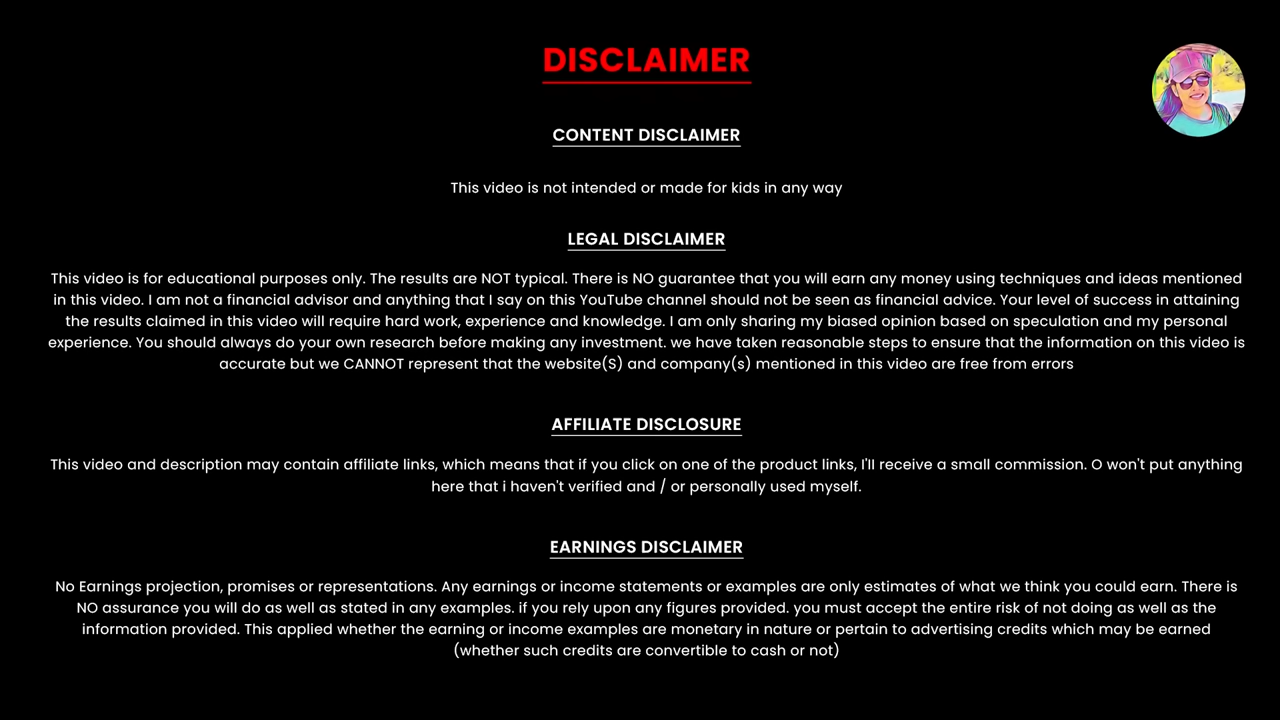 DISCLAIMER
CONTENT DISCLAIMER
This video is not intended or made for kids in any way
LEGAL DISCLAIMER
This video is for educational purposes only. The results are NOT typical. There is NO guarantee that you will earn any money using techniques and ideas mentioned
in this video. I am not a financial advisor and anything that I say on this YouTube channel should not be seen as financial advice. Your level of success in attaining
the results claimed in this video will require hard work, experience and knowledge. I am only sharing my biased opinion based on speculation and my personal
experience. You should always do your own research before making any investment. we have taken reasonable steps to ensure that the information on this video is
accurate but we CANNOT represent that the website(S) and company(s) mentioned in this video are free from errors
AFFILIATE DISCLOSURE
This video and description may contain affiliate links, which means that if you click on one of the product links, I'll receive a small commission. O won't put anything
here that i haven't verified and / or personally used myself.
EARNINGS DISCLAIMER
No Earnings projection, promises or representations. Any earnings or income statements or examples are only estimates of what we think you could earn. There is
NO assurance you will do as well as stated in any examples. if you rely upon any figures provided. you must accept the entire risk of not doing as well as the
information provided. This applied whether the earning or income examples are monetary in nature or pertain to advertising credits which may be earned
(whether such credits are convertible to cash or not)